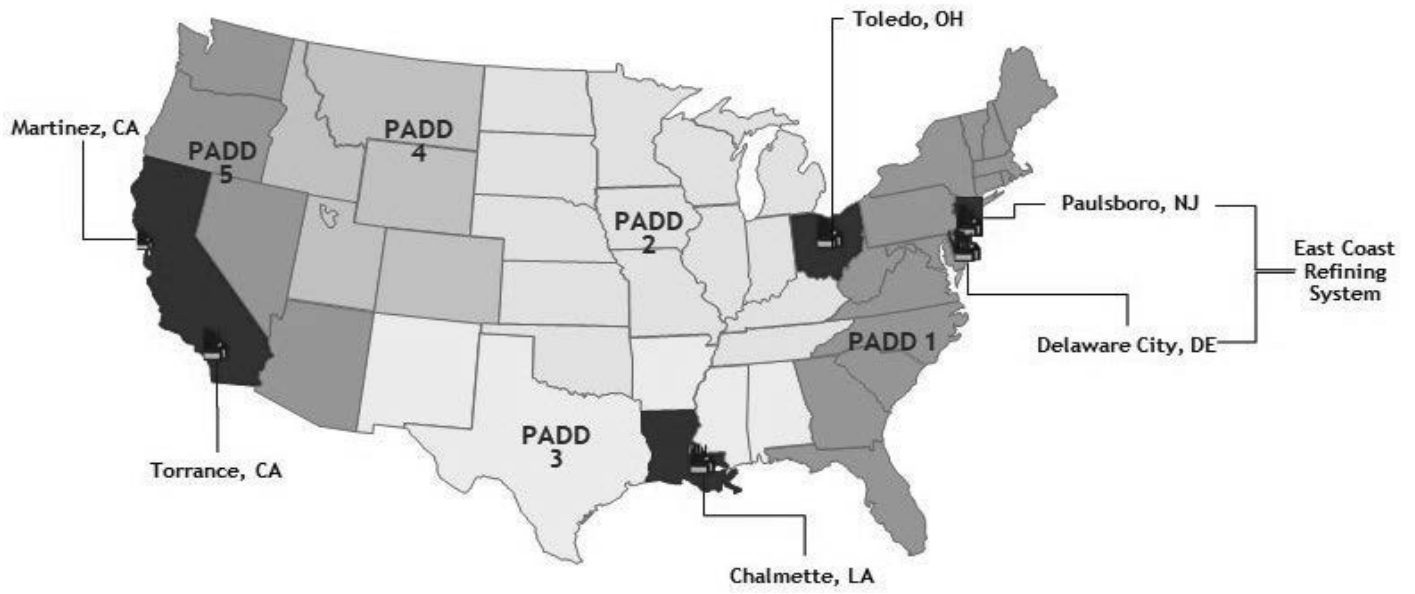 Toledo, OH
Martinez, CA
PADD
4
PADD
5
Paulsboro, NJ
PADD
2
East Coast
Refining
System
PADD 1
Delaware City, DE
PADD
3
Torrance, CA
Chalmette, LA